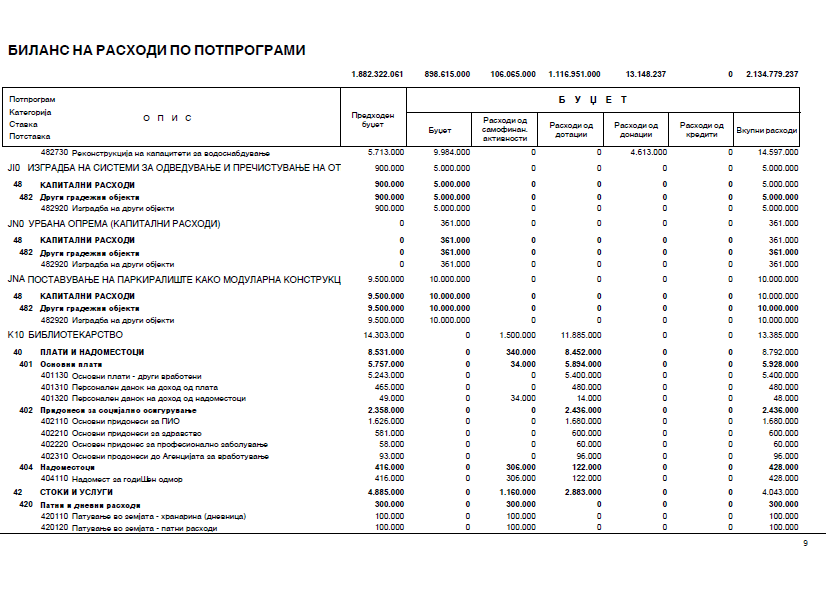 БИЛАНС НА РАСХОДИ ПО ПОТПРОГРАМИ
1.882.322.061 898.615.000 106.065.000 1.116.951.000 13.148.237 0 2.134.779.237
Потпрограм
Категорија
Ставка
Потставка
О П И С
Предходен буџет
Б У Џ Е Т
Буџет
Расходи од самофинан. активности
Расходи од дотации
Расходи од донации
Расходи од кредити
Вкупни расходи
482730 Реконструкција на капацитети за водоснабдување 5.713.000 9.984.000 0 0 4.613.000 0 14.597.000
JI0 ИЗГРАДБА НА СИСТЕМИ ЗА ОДВЕДУВАЊЕ И ПРЕЧИСТУВАЊЕ НА ОТ 900.000 5.000.000 0 0 0 0 5.000.000
48 КАПИТАЛНИ РАСХОДИ 900.000 5.000.000 0 0 0 0 5.000.000
482 Други градежни објекти 900.000 5.000.000 0 0 0 0 5.000.000
482920 Изградба на други објекти 900.000 5.000.000 0 0 0 0 5.000.000
JN0 УРБАНА ОПРЕМА (КАПИТАЛНИ РАСХОДИ) 0 361.000 0 0 0 0 361.000
48 КАПИТАЛНИ РАСХОДИ 0 361.000 0 0 0 0 361.000
482 Други градежни објекти 0 361.000 0 0 0 0 361.000
482920 Изградба на други објекти 0 361.000 0 0 0 0 361.000
JNA ПОСТАВУВАЊЕ НА ПАРКИРАЛИШТЕ КАКО МОДУЛАРНА КОНСТРУКЦ 9.500.000 10.000.000 0 0 0 0 10.000.000
48 КАПИТАЛНИ РАСХОДИ 9.500.000 10.000.000 0 0 0 0 10.000.000
482 Други градежни објекти 9.500.000 10.000.000 0 0 0 0 10.000.000
482920 Изградба на други објекти 9.500.000 10.000.000 0 0 0 0 10.000.000
K10 БИБЛИОТЕКАРСТВО 14.303.000 0 1.500.000 11.885.000 0 0 13.385.000
40 ПЛАТИ И НАДОМЕСТОЦИ 8.531.000 0 340.000 8.452.000 0 0 8.792.000
401 Основни плати 5.757.000 0 34.000 5.894.000 0 0 5.928.000
401130 Основни плати - други вработени 5.243.000 0 0 5.400.000 0 0 5.400.000
401310 Персонален данок на доход од плата 465.000 0 0 480.000 0 0 480.000
401320 Персонален данок на доход од надоместоци 49.000 0 34.000 14.000 0 0 48.000
402 Придонеси за социјално осигурување 2.358.000 0 0 2.436.000 0 0 2.436.000
402110 Основни придонеси за ПИО 1.626.000 0 0 1.680.000 0 0 1.680.000
402210 Основни придонеси за здравство 581.000 0 0 600.000 0 0 600.000
402220 Основен придонес за професионално заболување 58.000 0 0 60.000 0 0 60.000
402310 Основни продонеси до Агенцијата за вработување 93.000 0 0 96.000 0 0 96.000
404 Надоместоци 416.000 0 306.000 122.000 0 0 428.000
404110 Надомест за годиШен одмор 416.000 0 306.000 122.000 0 0 428.000
42 СТОКИ И УСЛУГИ 4.885.000 0 1.160.000 2.883.000 0 0 4.043.000
420 Патни и дневни расходи 300.000 0 300.000 0 0 0 300.000
420110 Патување во земјата - хранарина (дневница) 100.000 0 100.000 0 0 0 100.000
420120 Патување во земјата - патни расходи 100.000 0 100.000 0 0 0 100.000
9